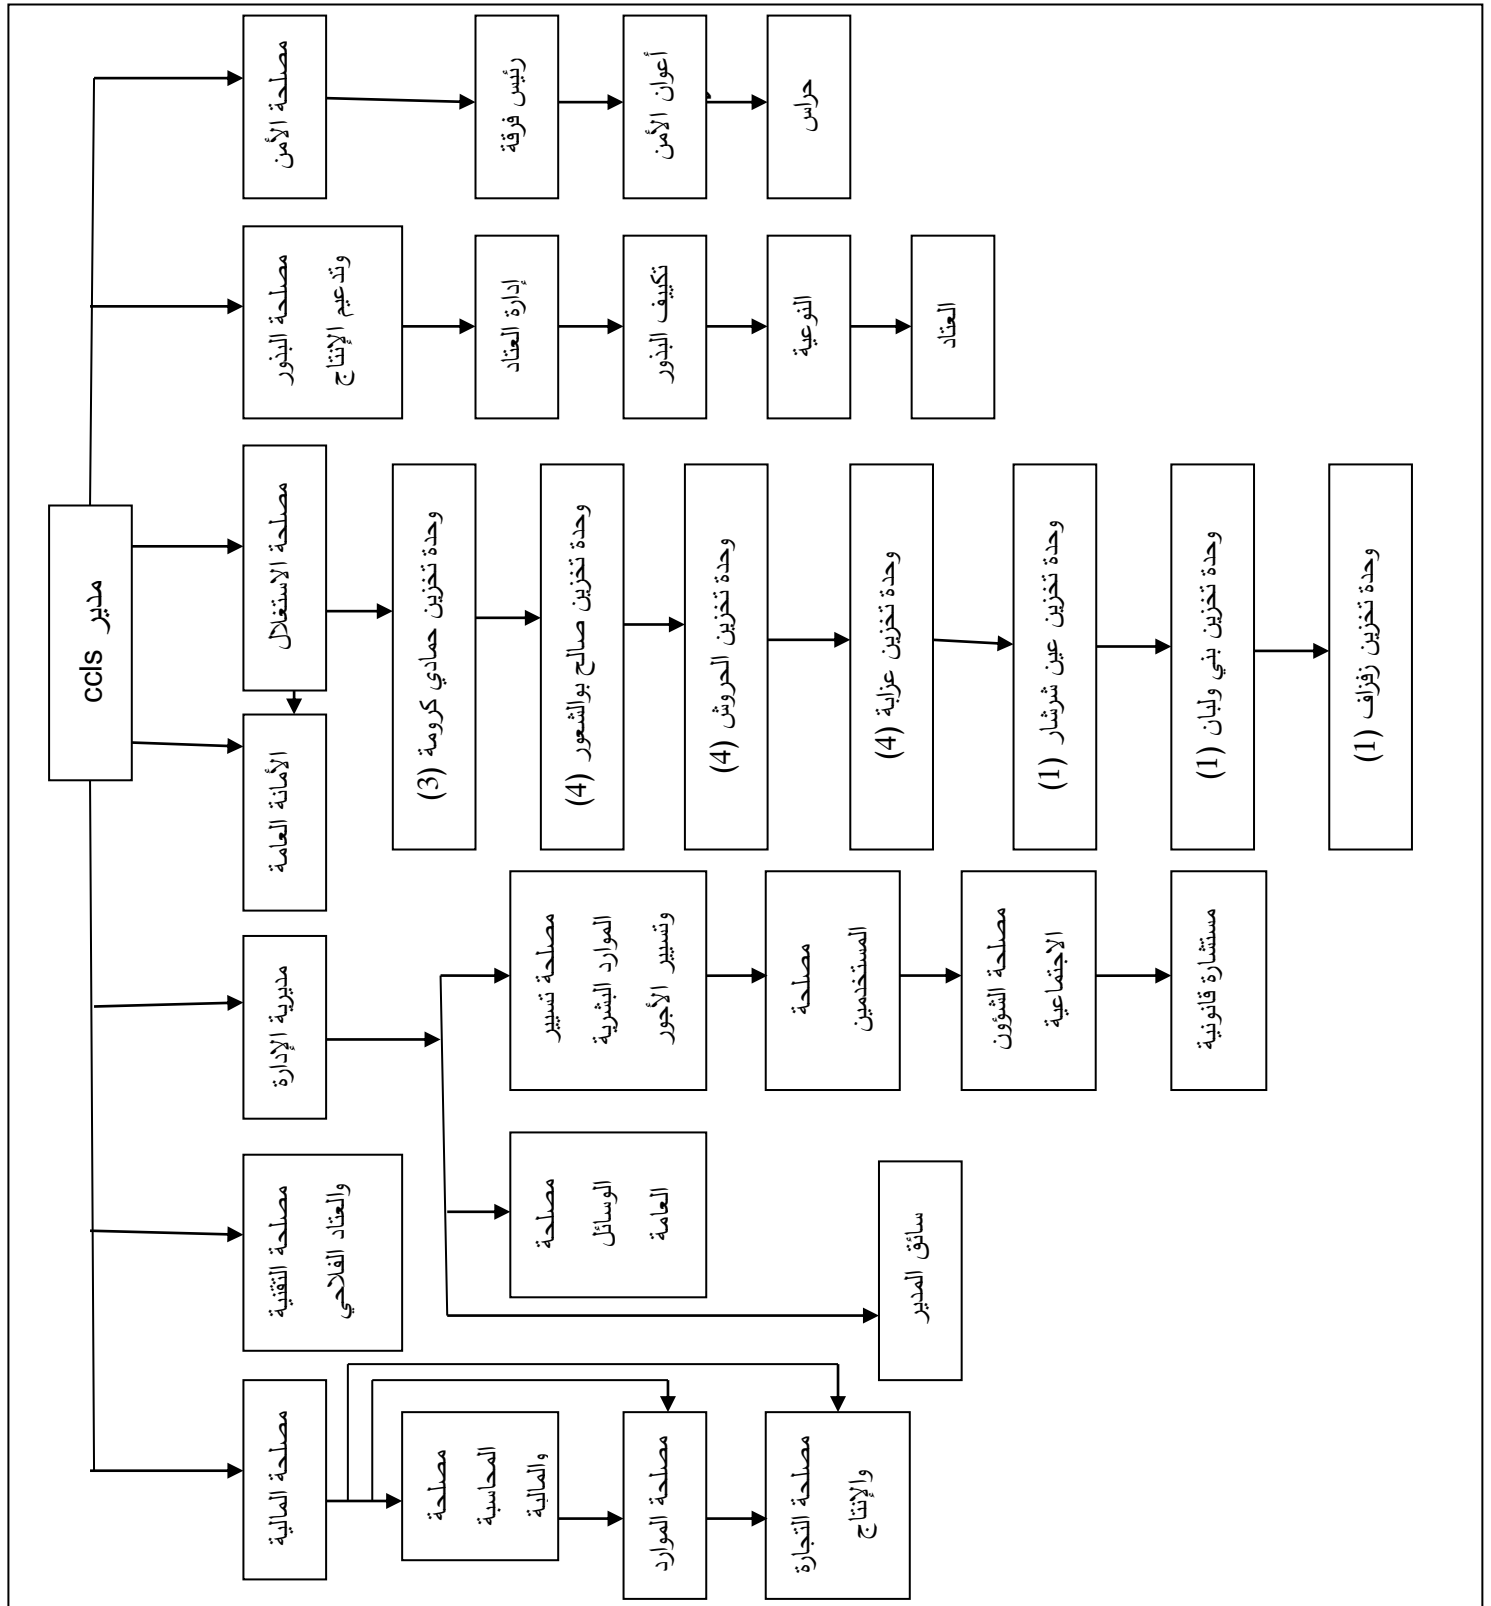 مدير
ccls
مصلحة الأمن
رئيس فرقة
أعوان الأمن
حراس
مصلحة البذور
وتدعيم الإنتاج
إدارة العتاد
تكييف البذور
النوعية
العتاد
مصلحة الاستغلال
وحدة تخزين حمادي كرومة (3)
وحدة تخزين صالح بوالشعور (4)
وحدة تخزين الحروش (4)
وحدة تخزين عزابة (4)
وحدة تخزين عين شرشار (1)
وحدة تخزين بني ولبان (1)
وحدة تخزين زفزاف (1)
الأمانة العامة
مديرية الإدارة
مصلحة تسيير
الموارد البشرية
وتسيير الأجور
مصلحة
المستخدمين
مصلحة الشؤون
الاجتماعية
مستشارة قانونية
مصلحة
الوسائل
العامة
سائق المدير
مصلحة التقنية
والعتاد الفلاحي
مصلحة المالية
مصلحة
المحاسبة
والمالية
مصلحة الموارد
مصلحة التجارة
والإنتاج